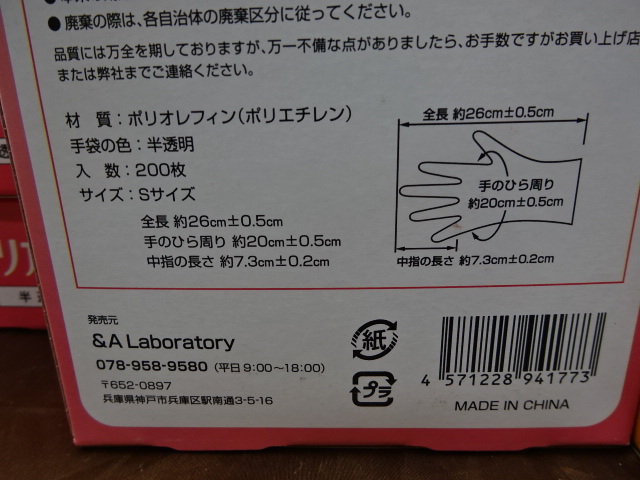 ●廃棄の際は、各自治体の廃棄区分に従ってください。
品質には万全を期しておりますが、万一不備な点がありましたら、お手数ですがお買い上げ店
または弊社までご連絡ください。
材 質：ポリオレフィン（ポリエチレン）
手袋の色：半透明
入 数：200枚
サイズ：Sサイズ
全長 約26cm±0.5cm
手のひら周り 約20cm±0.5cm
中指の長さ 約7.3cm±0.2cm
全長 約26cm±0.5cm
手のひら周り
約20cm±0.5cm
中指の長さ 約7.3cm±0.2cm
発売元
&A Laboratory
078-958-9580（平日 9:00～18:00）
〒652-0897
兵庫県神戸市兵庫区駅南通3-5-16
紙
プラ
4 571228 941773
MADE IN CHINA
半透